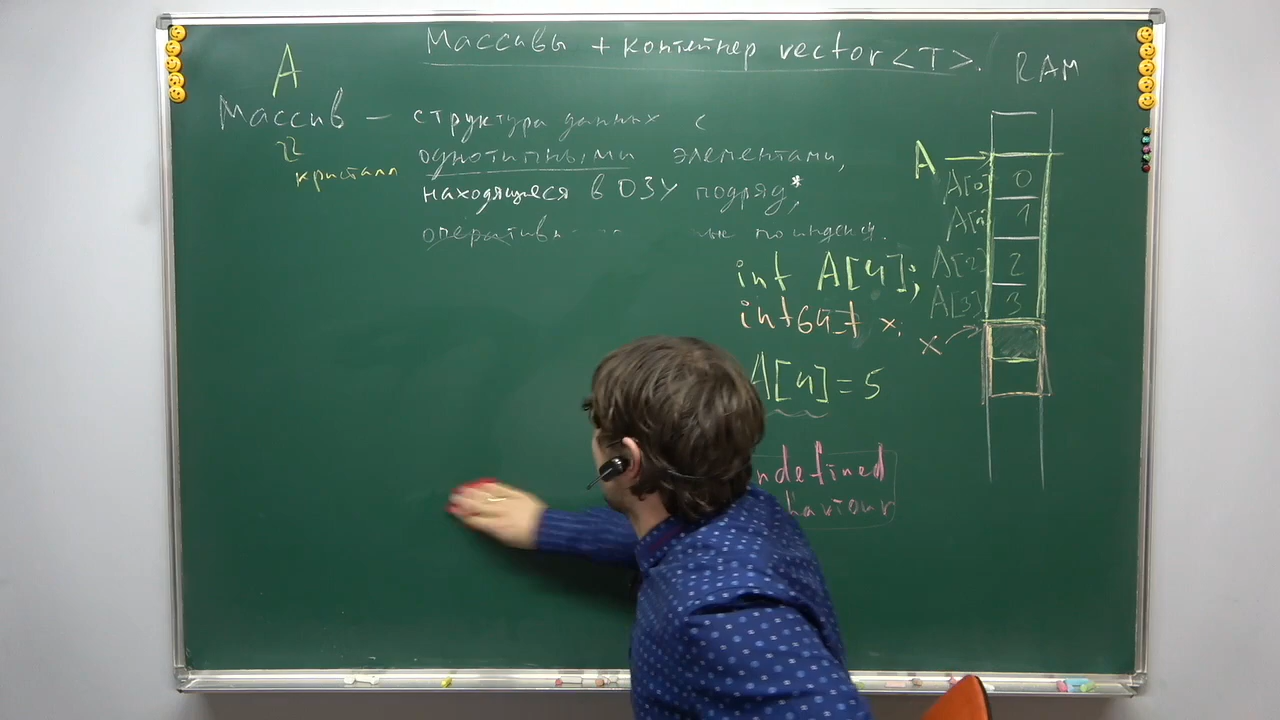 Массивы + контейнер vector<T>.
RAM
A
Массив — структура данных с
однотипными элементами,
кристалл
находящиеся в ОЗУ подряд*,
по индексу.
A
A[0] 0
1
A[2] 2
A[3] 3
int A[4];
int64_t x;
x
A[4] = 5
ndefined
haviour